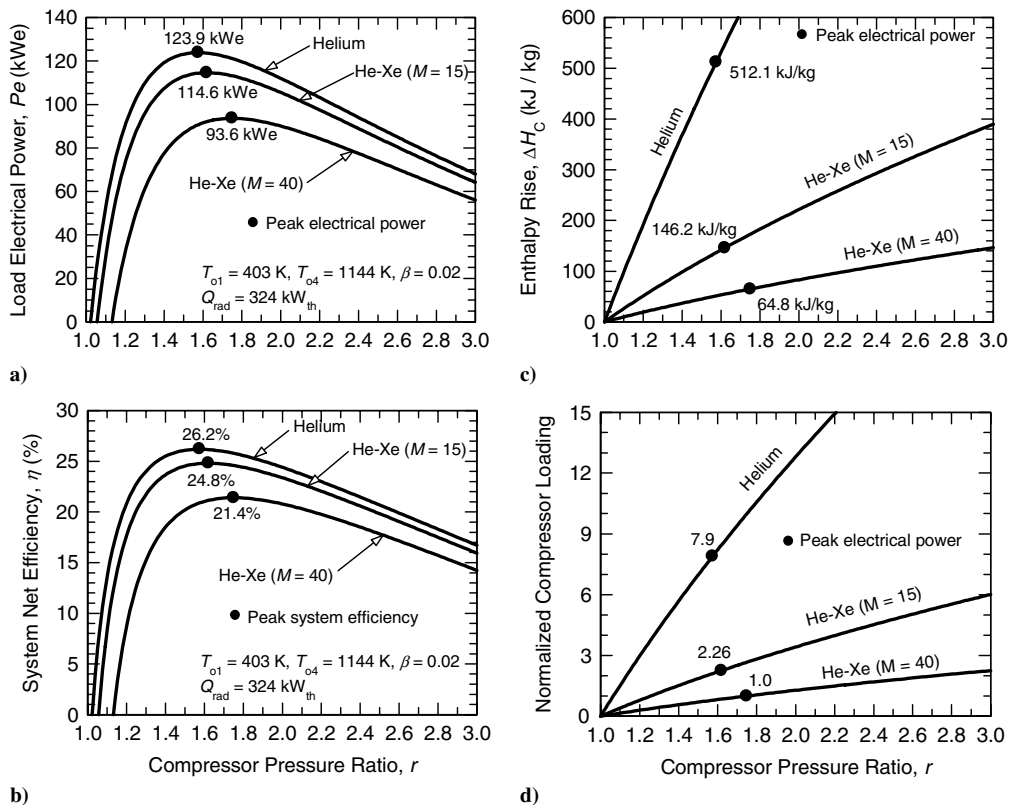 a)
Load Electrical Power, Pe (kWe)
140
120
100
80
60
40
20
0
123.9 kWe
Helium
He-Xe (M = 15)
114.6 kWe
93.6 kWe
He-Xe (M = 40)
Peak electrical power
To1 = 403 K, To4 = 1144 K, β = 0.02
Qrad = 324 kWth
1.0 1.2 1.4 1.6 1.8 2.0 2.2 2.4 2.6 2.8 3.0
c)
Enthalpy Rise, ΔHC (kJ / kg)
600
500
400
300
200
100
0
Peak electrical power
512.1 kJ/kg
Helium
He-Xe (M = 15)
146.2 kJ/kg
He-Xe (M = 40)
64.8 kJ/kg
1.0 1.2 1.4 1.6 1.8 2.0 2.2 2.4 2.6 2.8 3.0
b)
System Net Efficiency, η (%)
30
25
20
15
10
5
0
26.2%
Helium
He-Xe (M = 15)
24.8%
21.4%
He-Xe (M = 40)
Peak system efficiency
To1 = 403 K, To4 = 1144 K, β = 0.02
Qrad = 324 kWth
1.0 1.2 1.4 1.6 1.8 2.0 2.2 2.4 2.6 2.8 3.0
Compressor Pressure Ratio, r
d)
Normalized Compressor Loading
15
12
9
6
3
0
Helium
7.9
Peak electrical power
He-Xe (M = 15)
2.26
He-Xe (M = 40)
1.0
1.0 1.2 1.4 1.6 1.8 2.0 2.2 2.4 2.6 2.8 3.0
Compressor Pressure Ratio, r